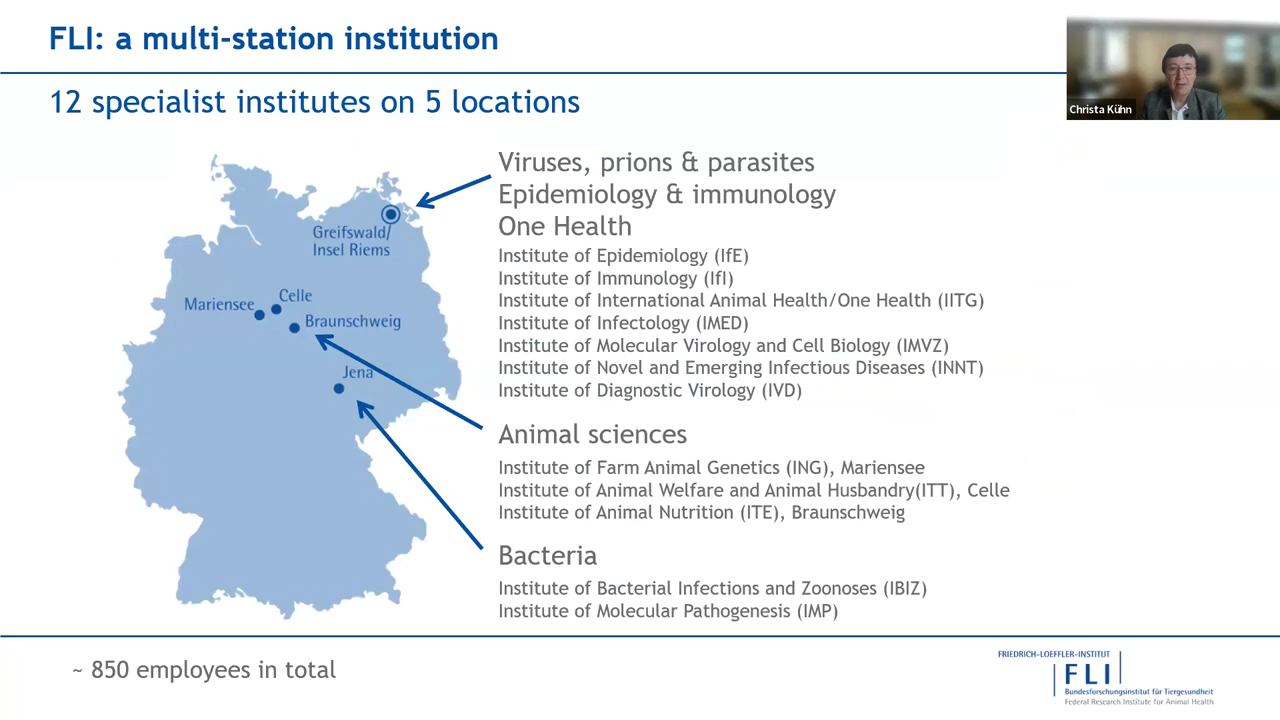 FLI: a multi-station institution
Christa Kühn
12 specialist institutes on 5 locations
Greifswald/
Insel Riems
Mariensee
Celle
Braunschweig
Jena
Viruses, prions & parasites
Epidemiology & immunology
One Health
Institute of Epidemiology (IfE)
Institute of Immunology (IfI)
Institute of International Animal Health/One Health (IITG)
Institute of Infectology (IMED)
Institute of Molecular Virology and Cell Biology (IMVZ)
Institute of Novel and Emerging Infectious Diseases (INNT)
Institute of Diagnostic Virology (IVD)
Animal sciences
Institute of Farm Animal Genetics (ING), Mariensee
Institute of Animal Welfare and Animal Husbandry(ITT), Celle
Institute of Animal Nutrition (ITE), Braunschweig
Bacteria
Institute of Bacterial Infections and Zoonoses (IBIZ)
Institute of Molecular Pathogenesis (IMP)
~ 850 employees in total
FRIEDRICH-LOEFFLER-INSTITUT
FLI
Bundesforschungsinstitut für Tiergesundheit
Federal Research Institute for Animal Health